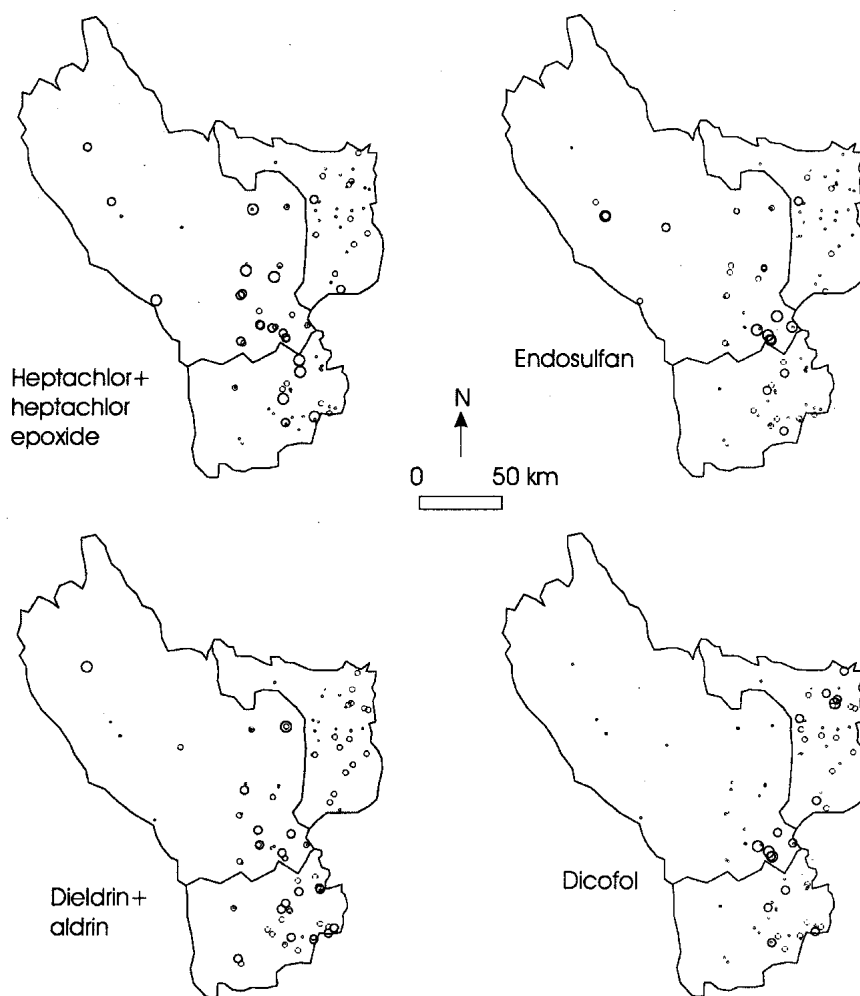 Heptachlor+
heptachlor
epoxide
Endosulfan
N
0 50 km
Dieldrin+
aldrin
Dicofol